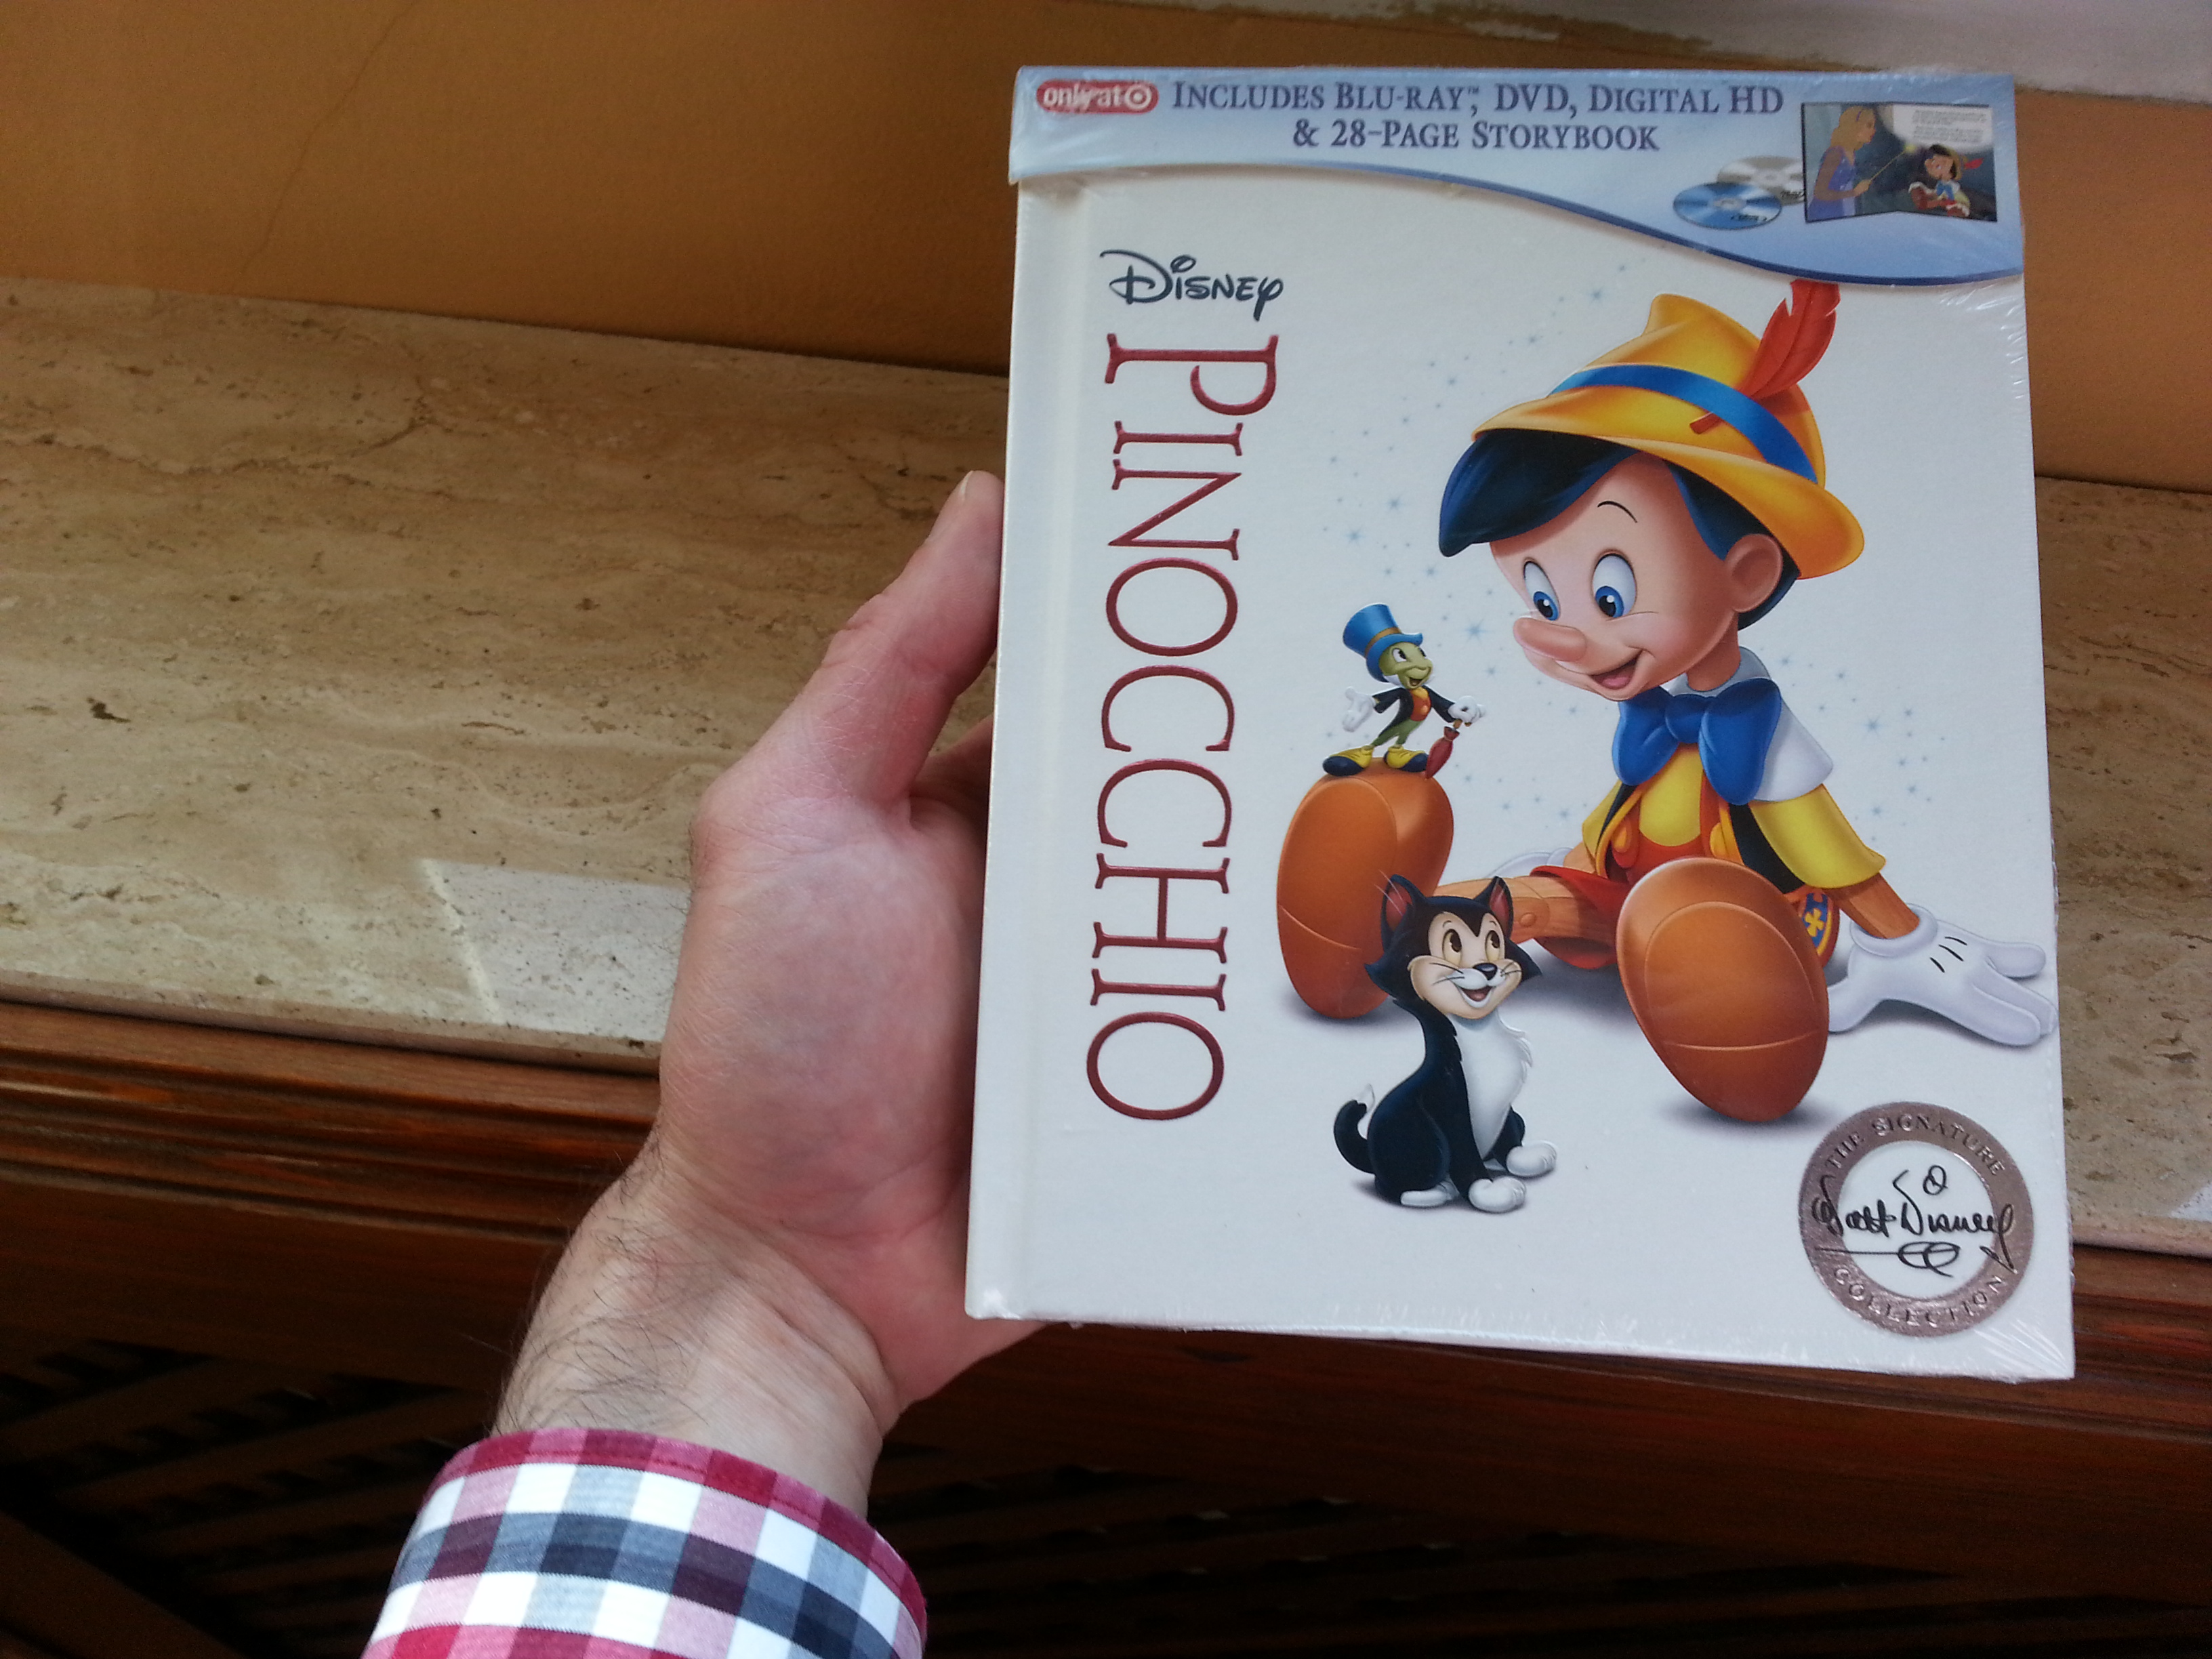 only at
INCLUDES BLU-RAY™, DVD, DIGITAL HD
& 28-PAGE STORYBOOK
Disney
PINOCCHIO
THE SIGNATURE
Walt Disney
COLLECTION